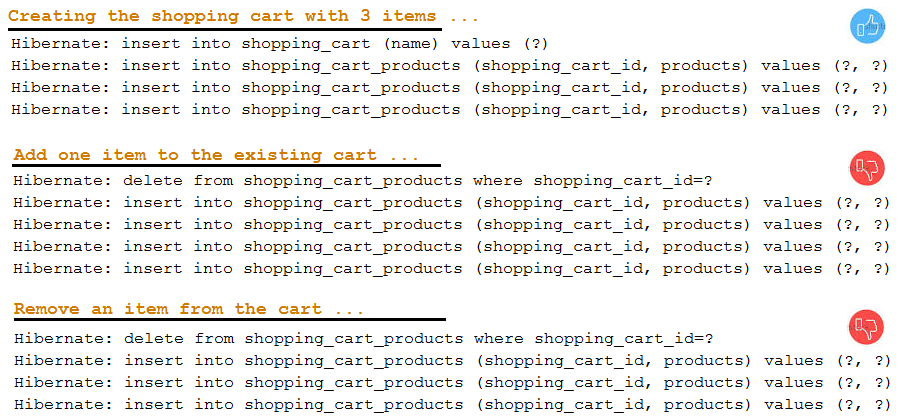 Creating the shopping cart with 3 items ...
Hibernate: insert into shopping_cart (name) values (?)
Hibernate: insert into shopping_cart_products (shopping_cart_id, products) values (?, ?)
Hibernate: insert into shopping_cart_products (shopping_cart_id, products) values (?, ?)
Hibernate: insert into shopping_cart_products (shopping_cart_id, products) values (?, ?)
Add one item to the existing cart ...
Hibernate: delete from shopping_cart_products where shopping_cart_id=?
Hibernate: insert into shopping_cart_products (shopping_cart_id, products) values (?, ?)
Hibernate: insert into shopping_cart_products (shopping_cart_id, products) values (?, ?)
Hibernate: insert into shopping_cart_products (shopping_cart_id, products) values (?, ?)
Hibernate: insert into shopping_cart_products (shopping_cart_id, products) values (?, ?)
Remove an item from the cart ...
Hibernate: delete from shopping_cart_products where shopping_cart_id=?
Hibernate: insert into shopping_cart_products (shopping_cart_id, products) values (?, ?)
Hibernate: insert into shopping_cart_products (shopping_cart_id, products) values (?, ?)
Hibernate: insert into shopping_cart_products (shopping_cart_id, products) values (?, ?)